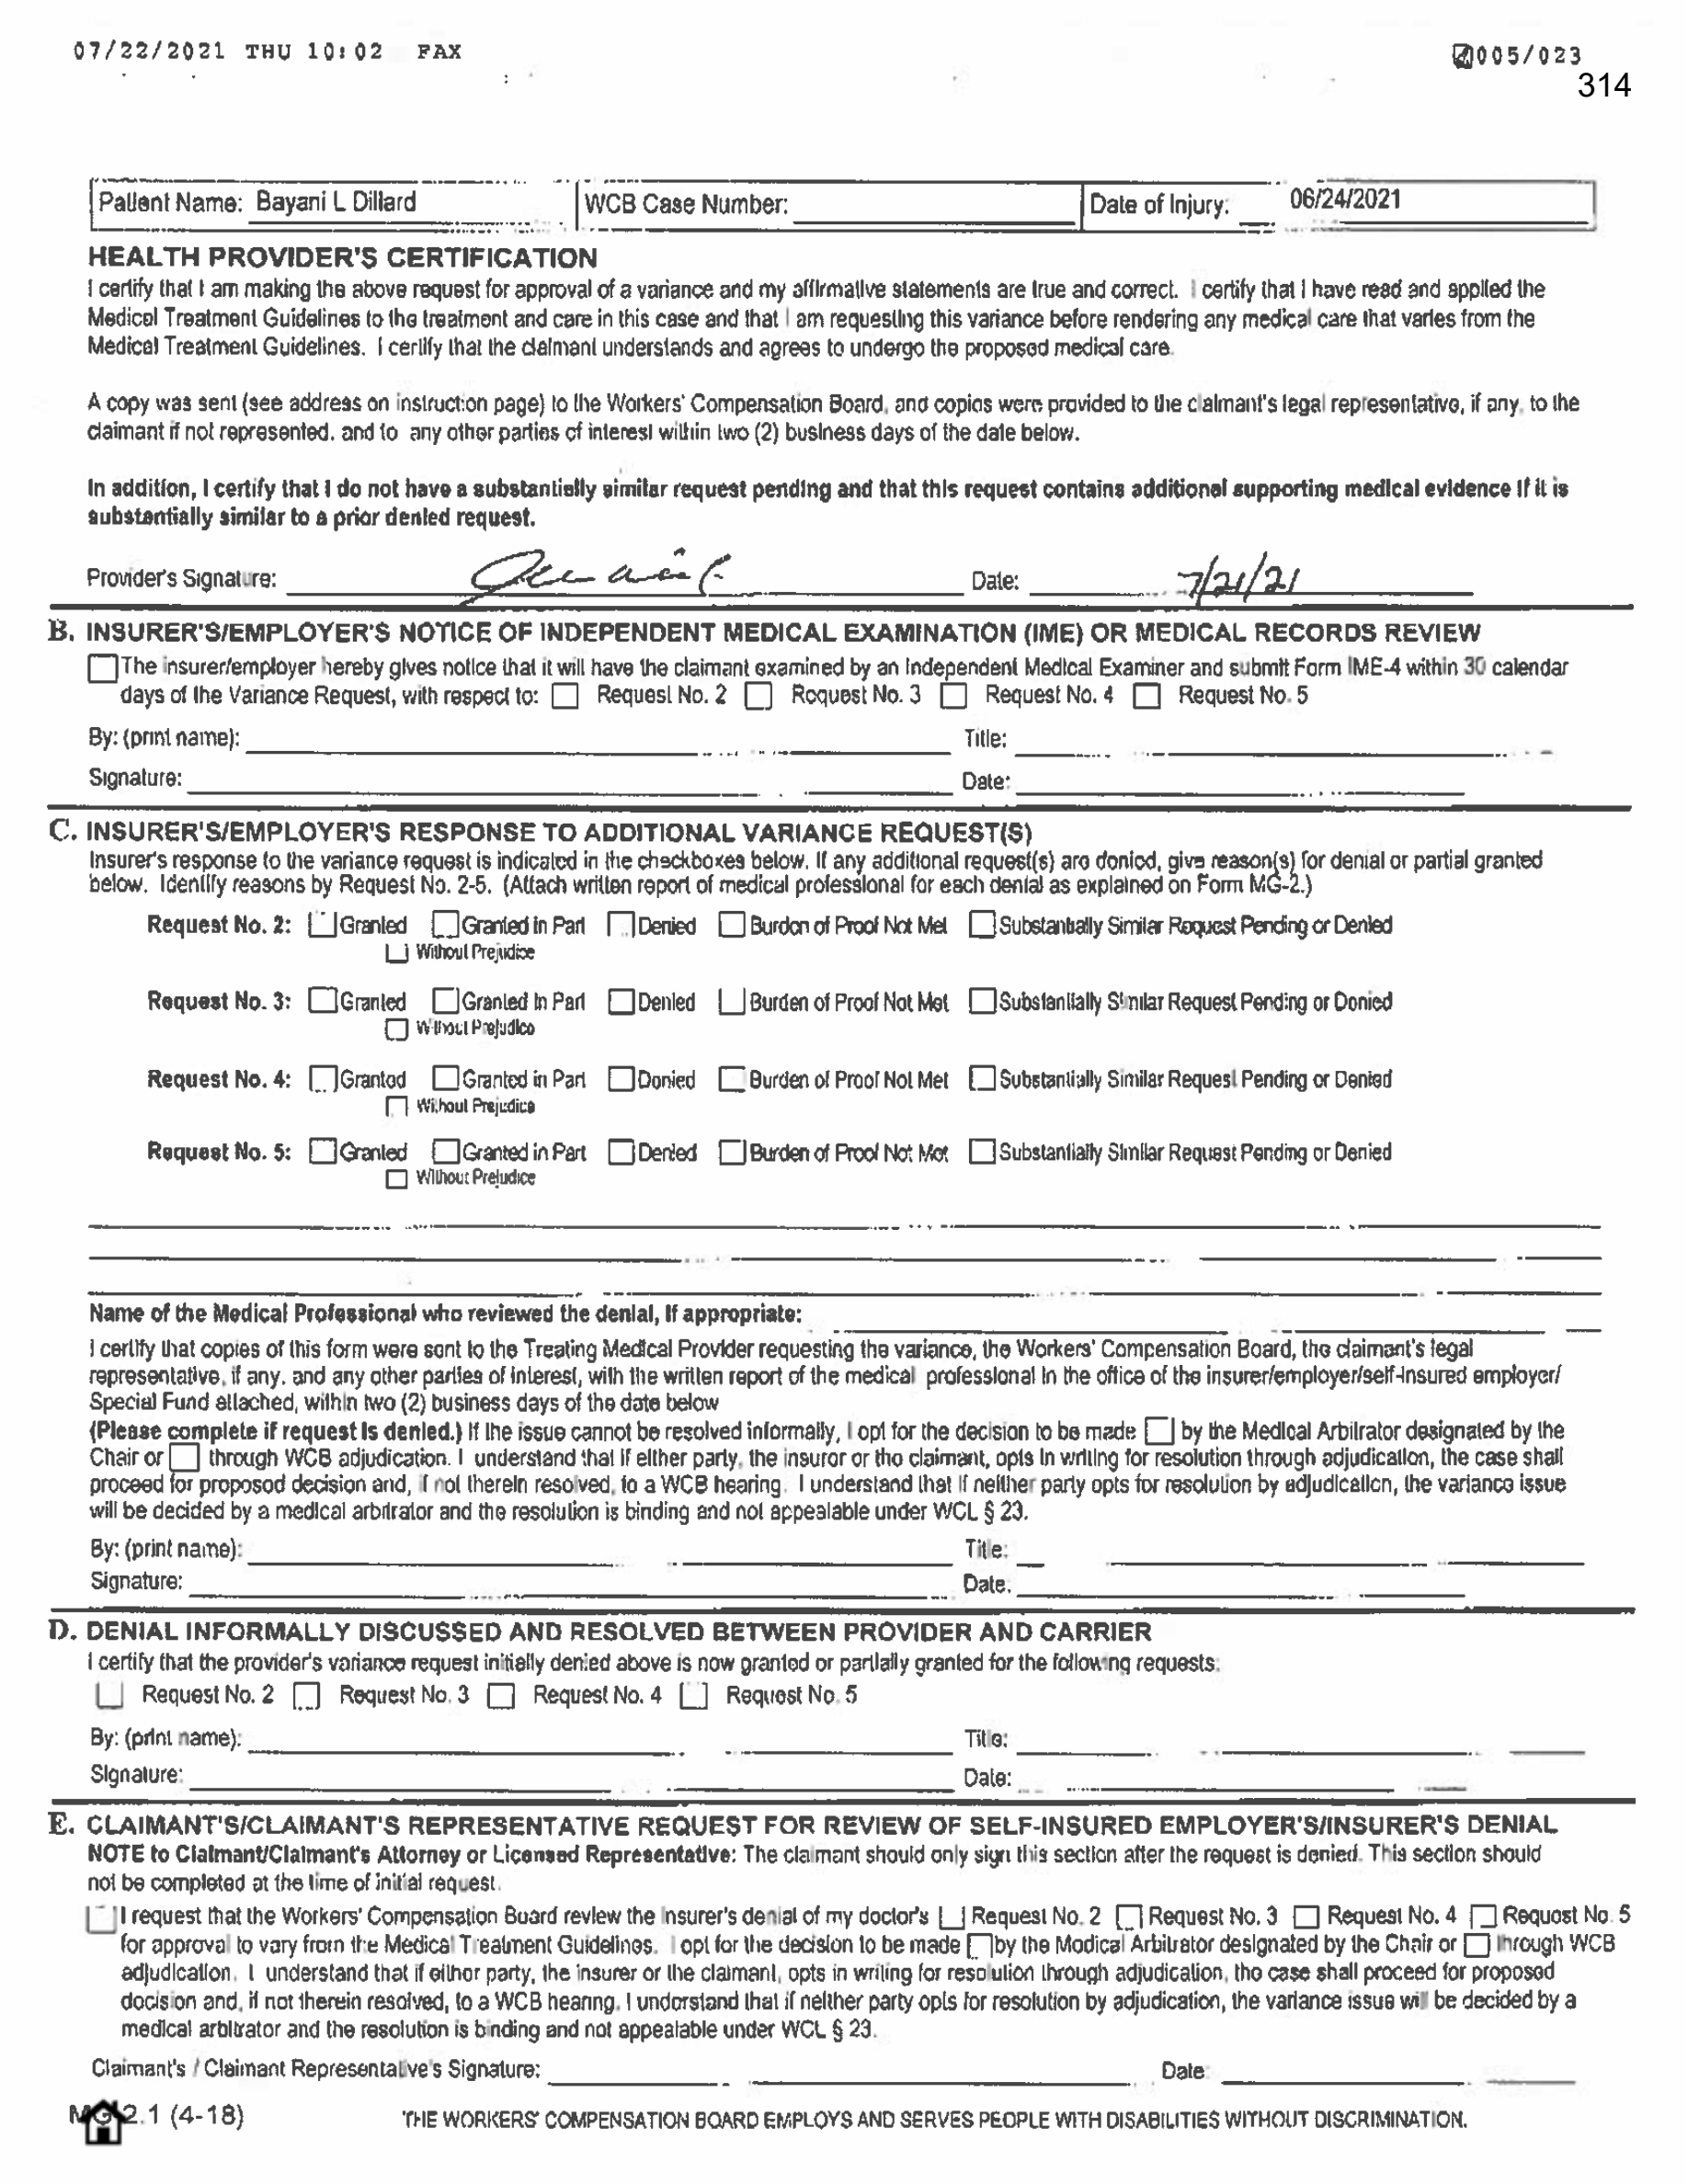 07/22/2021 THU 10:02 FAX
005/023
314
Patient Name: Bayani L Dillard WCB Case Number: Date of Injury: 06/24/2021
HEALTH PROVIDER'S CERTIFICATION
I certify that I am making the above request for approval of a variance and my affirmative statements are true and correct. I certify that I have read and applied the
Medical Treatment Guidelines to the treatment and care in this case and that I am requesting this variance before rendering any medical care that varies from the
Medical Treatment Guidelines. I certify that the claimant understands and agrees to undergo the proposed medical care.
A copy was sent (see address on instruction page) to the Workers' Compensation Board, and copies were provided to the claimant's legal representative, if any, to the
claimant if not represented, and to any other parties of interest within two (2) business days of the date below.
In addition, I certify that I do not have a substantially similar request pending and that this request contains additional supporting medical evidence if it is
substantially similar to a prior denied request.
Provider's Signature: Date: 7/21/21
B. INSURER'S/EMPLOYER'S NOTICE OF INDEPENDENT MEDICAL EXAMINATION (IME) OR MEDICAL RECORDS REVIEW
The insurer/employer hereby gives notice that it will have the claimant examined by an Independent Medical Examiner and submit Form IME-4 within 30 calendar
days of the Variance Request, with respect to: Request No. 2 Request No. 3 Request No. 4 Request No. 5
By: (print name): Title:
Signature: Date:
C. INSURER'S/EMPLOYER'S RESPONSE TO ADDITIONAL VARIANCE REQUEST(S)
Insurer's response to the variance request is indicated in the checkboxes below. If any additional request(s) are denied, give reason(s) for denial or partial granted
below. Identify reasons by Request No. 2-5. (Attach written report of medical professional for each denial as explained on Form MG-2.)
Request No. 2: Granted Granted in Part Denied Burden of Proof Not Met Substantially Similar Request Pending or Denied
Without Prejudice
Request No. 3: Granted Granted in Part Denied Burden of Proof Not Met Substantially Similar Request Pending or Denied
Without Prejudice
Request No. 4: Granted Granted in Part Denied Burden of Proof Not Met Substantially Similar Request Pending or Denied
Without Prejudice
Request No. 5: Granted Granted in Part Denied Burden of Proof Not Met Substantially Similar Request Pending or Denied
Without Prejudice
Name of the Medical Professional who reviewed the denial, if appropriate:
I certify that copies of this form were sent to the Treating Medical Provider requesting the variance, the Workers' Compensation Board, the claimant's legal
representative, if any, and any other parties of interest, with the written report of the medical professional in the office of the insurer/employer/self-insured employer/
Special Fund attached, within two (2) business days of the date below
(Please complete if request is denied.) If the issue cannot be resolved informally, I opt for the decision to be made by the Medical Arbitrator designated by the
Chair or through WCB adjudication. I understand that if either party, the insurer or the claimant, opts in writing for resolution through adjudication, the case shall
proceed for proposed decision and, if not therein resolved, to a WCB hearing. I understand that if neither party opts for resolution by adjudication, the variance issue
will be decided by a medical arbitrator and the resolution is binding and not appealable under WCL § 23.
By: (print name): Title:
Signature: Date:
D. DENIAL INFORMALLY DISCUSSED AND RESOLVED BETWEEN PROVIDER AND CARRIER
I certify that the provider's variance request initially denied above is now granted or partially granted for the following requests:
Request No. 2 Request No. 3 Request No. 4 Request No. 5
By: (print name): Title:
Signature: Date:
E. CLAIMANT'S/CLAIMANT'S REPRESENTATIVE REQUEST FOR REVIEW OF SELF-INSURED EMPLOYER'S/INSURER'S DENIAL
NOTE to Claimant/Claimant's Attorney or Licensed Representative: The claimant should only sign this section after the request is denied. This section should
not be completed at the time of initial request.
I request that the Workers' Compensation Board review the insurer's denial of my doctor's Request No. 2 Request No. 3 Request No. 4 Request No. 5
for approval to vary from the Medical Treatment Guidelines. I opt for the decision to be made by the Medical Arbitrator designated by the Chair or through WCB
adjudication. I understand that if either party, the insurer or the claimant, opts in writing for resolution through adjudication, the case shall proceed for proposed
decision and, if not therein resolved, to a WCB hearing. I understand that if neither party opts for resolution by adjudication, the variance issue will be decided by a
medical arbitrator and the resolution is binding and not appealable under WCL § 23.
Claimant's / Claimant Representative's Signature: Date
MG-2.1 (4-18) THE WORKERS' COMPENSATION BOARD EMPLOYS AND SERVES PEOPLE WITH DISABILITIES WITHOUT DISCRIMINATION.